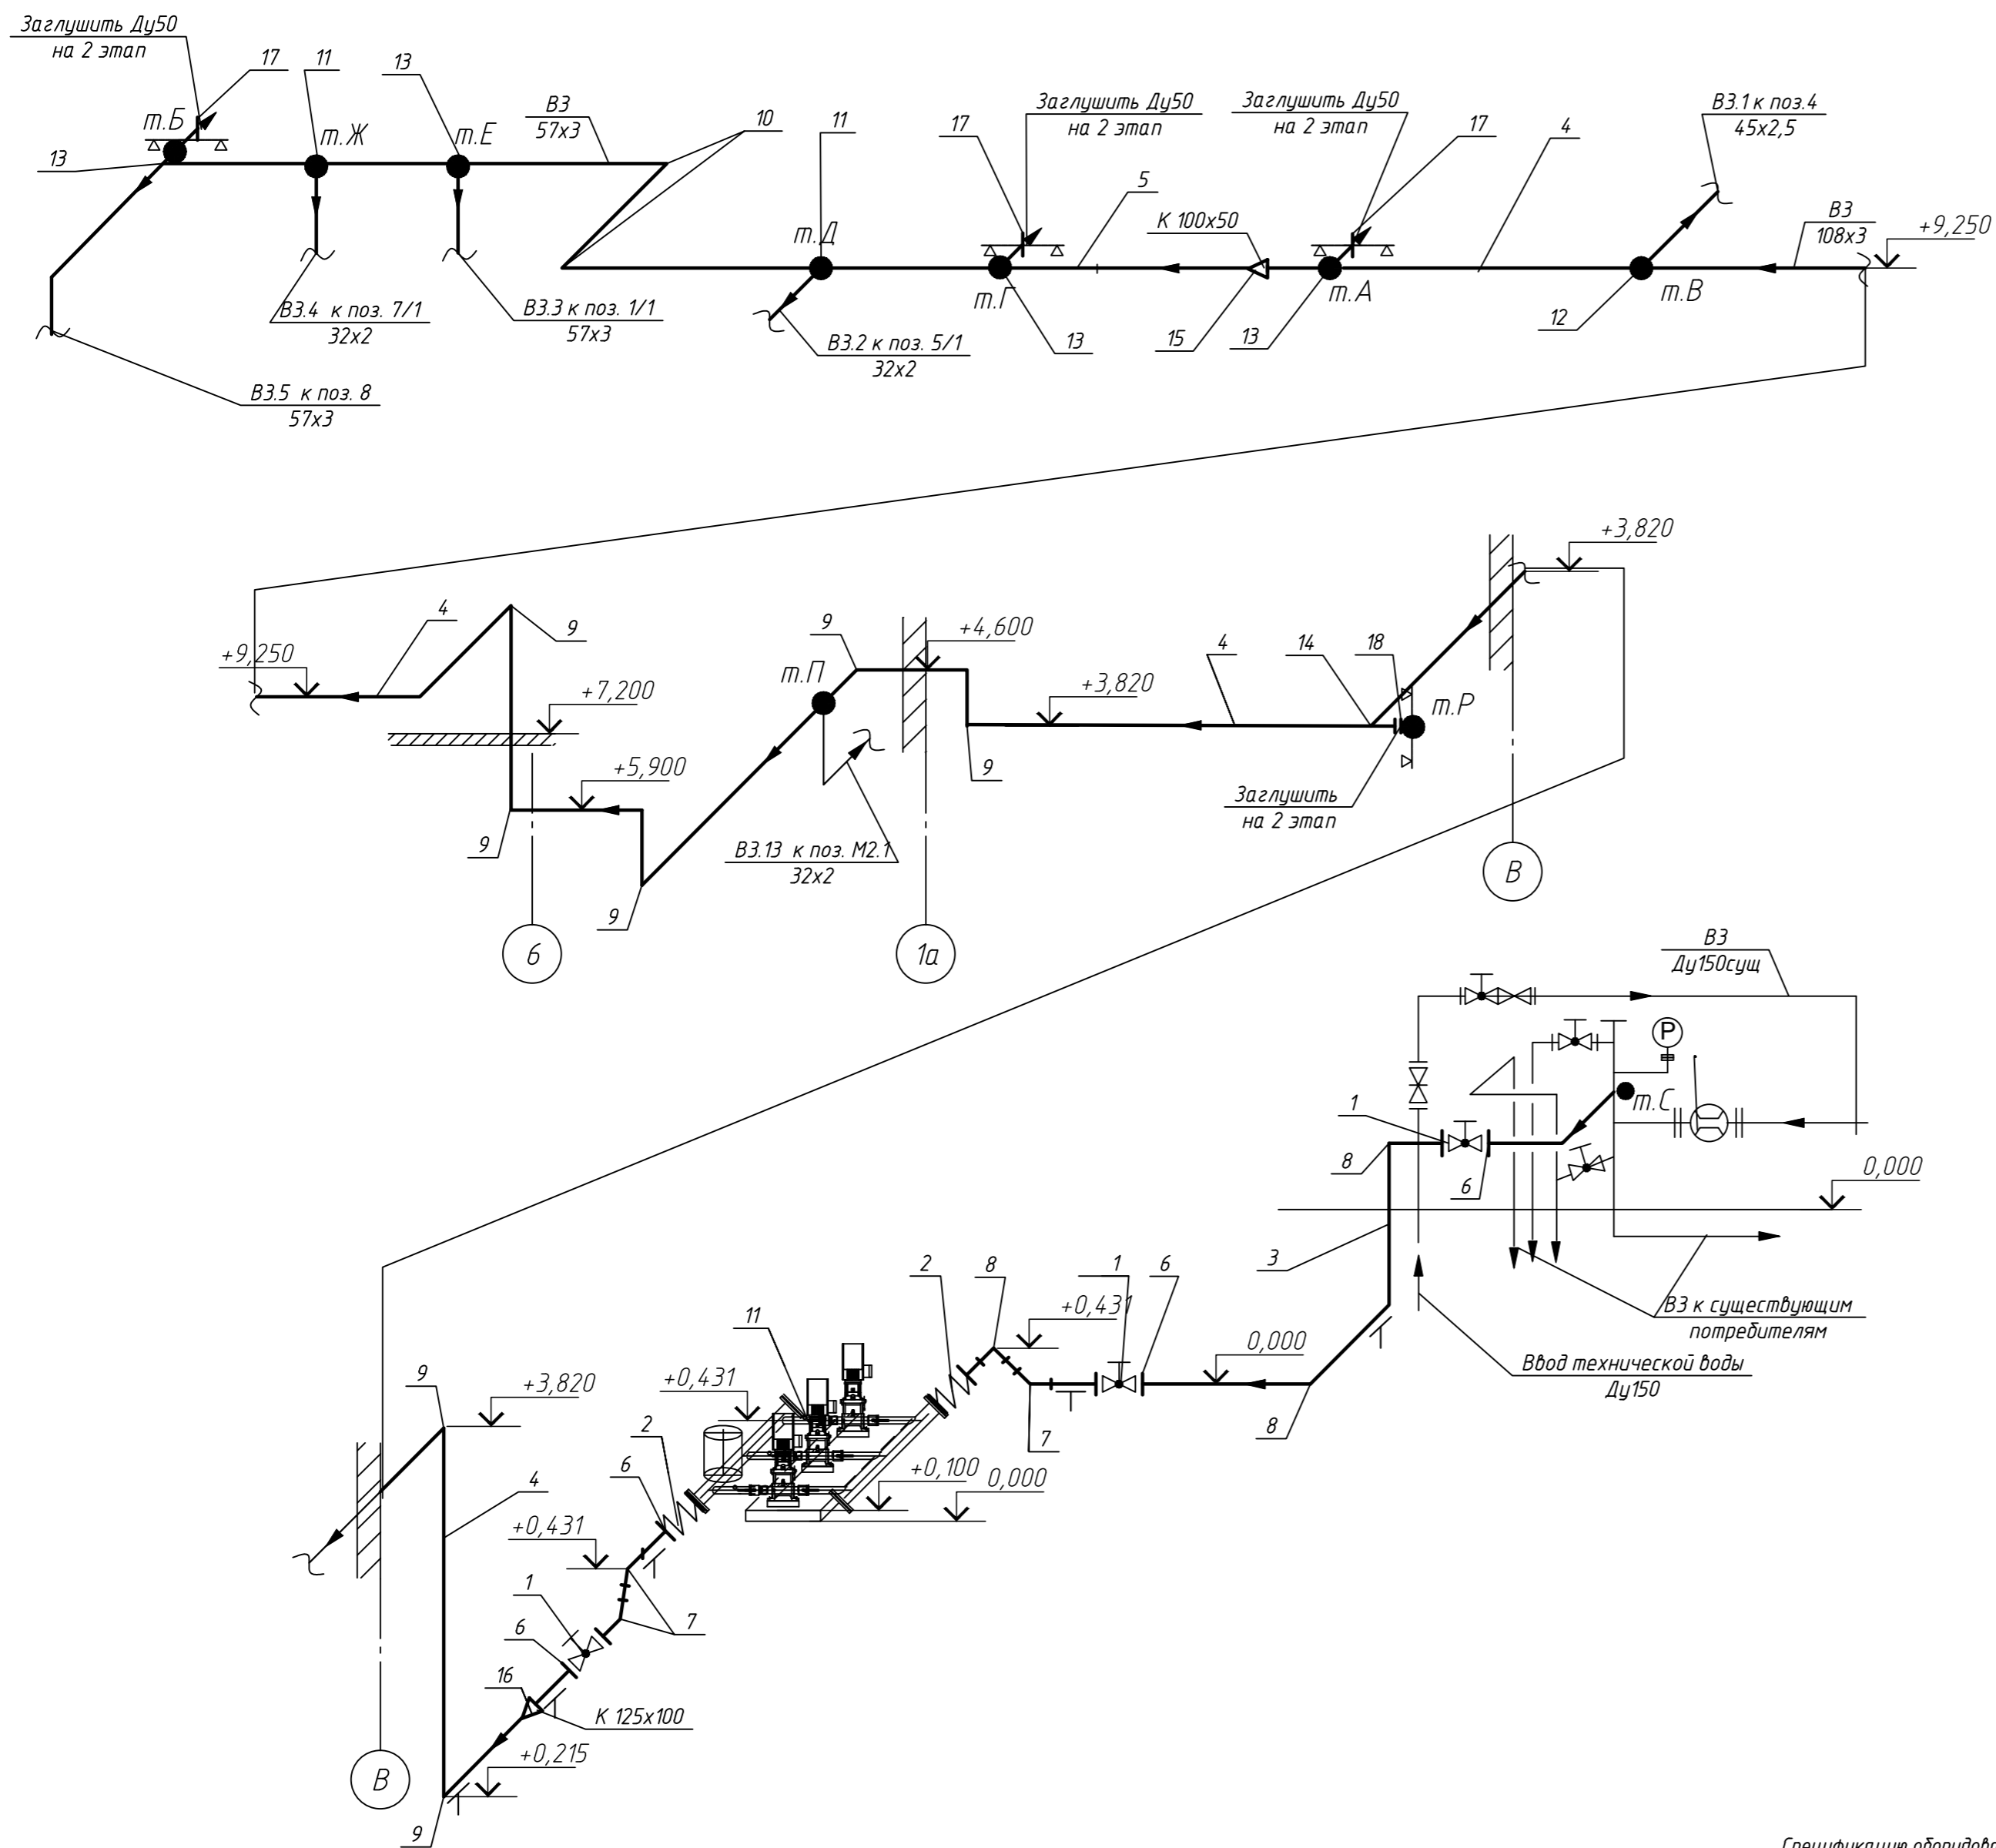 Заглушить Ду50
на 2 этап
17
11
13
т.Б
т.Ж
т.Е
В3
57х3
10
13
11
17
Заглушить Ду50
на 2 этап
Заглушить Ду50
на 2 этап
17
4
В3.1 к поз.4
45х2,5
т.Д
5
К 100х50
В3
108х3
+9,250
т.Г
т.А
т.В
В3.4 к поз. 7/1
32х2
В3.3 к поз. 1/1
57х3
В3.2 к поз. 5/1
32х2
13
15
13
12
В3.5 к поз. 8
57х3
+3,820
+9,250
4
9
т.П
9
+4,600
4
14
18
+7,200
+3,820
т.Р
+5,900
9
9
9
В3.13 к поз. М2.1
32х2
Заглушить
на 2 этап
6
1а
В
В3
Ду150сущ
P
т.С
1
8
6
0,000
3
В3 к существующим
потребителям
Ввод технической воды
Ду150
2
8
1
6
+0,431
0,000
11
7
8
9
+3,820
+0,431
2
6
4
+0,100
0,000
+0,431
1
7
6
16
К 125х100
+0,215
В
9